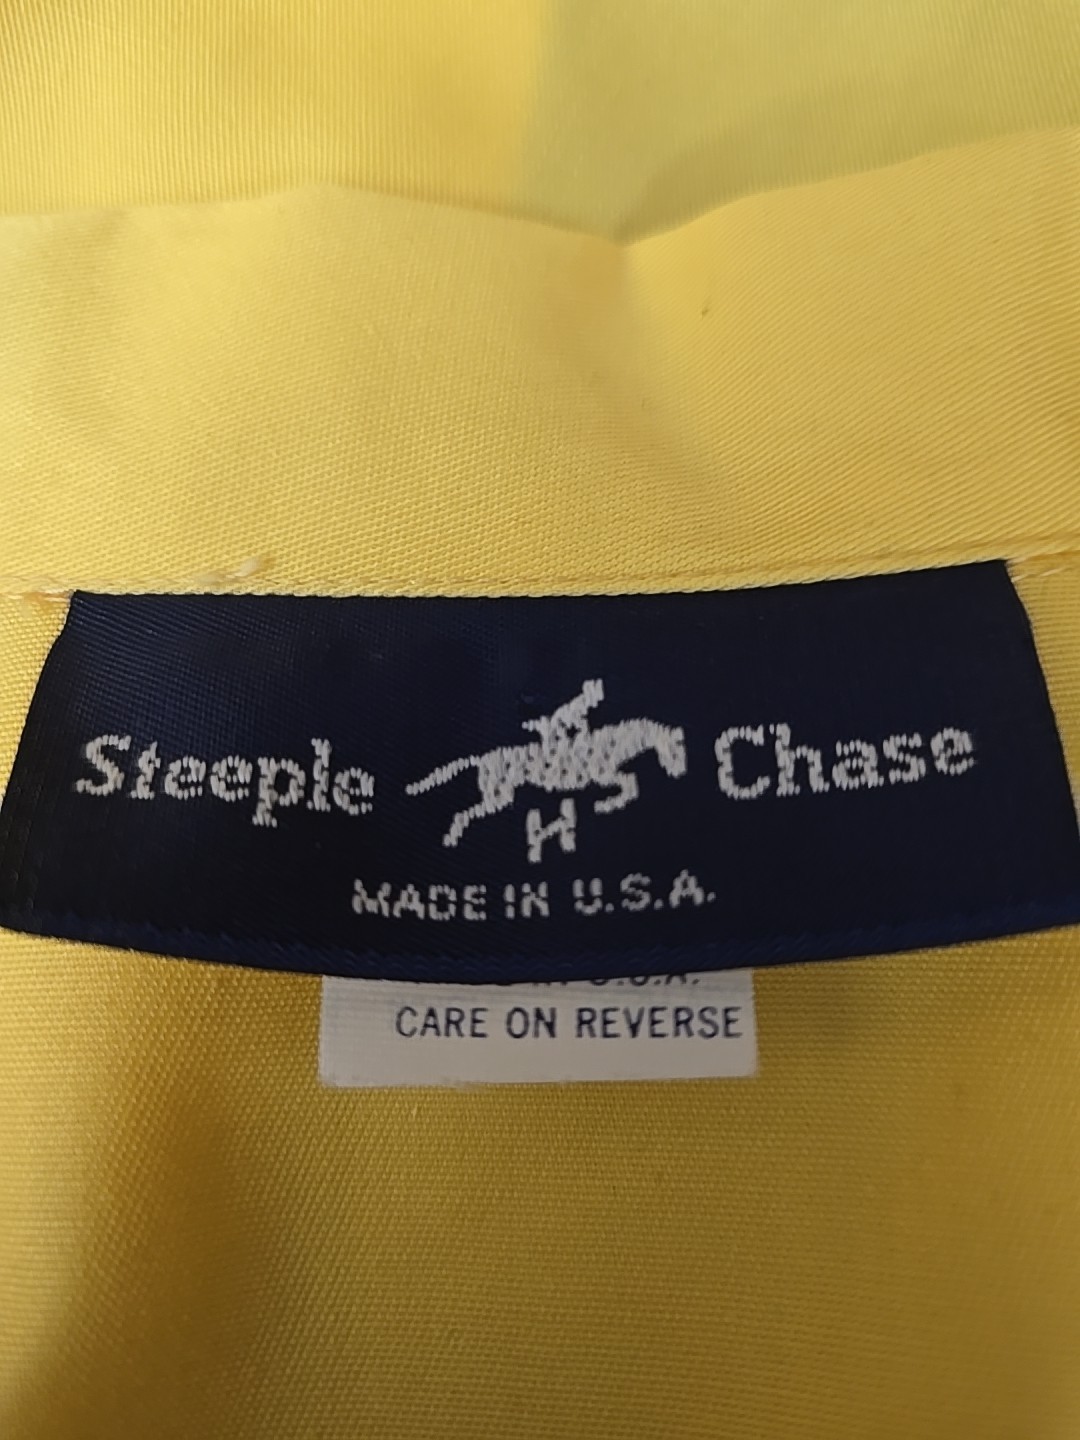 Steeple Chase
H
MADE IN U.S.A.
U.S.A.
CARE ON REVERSE